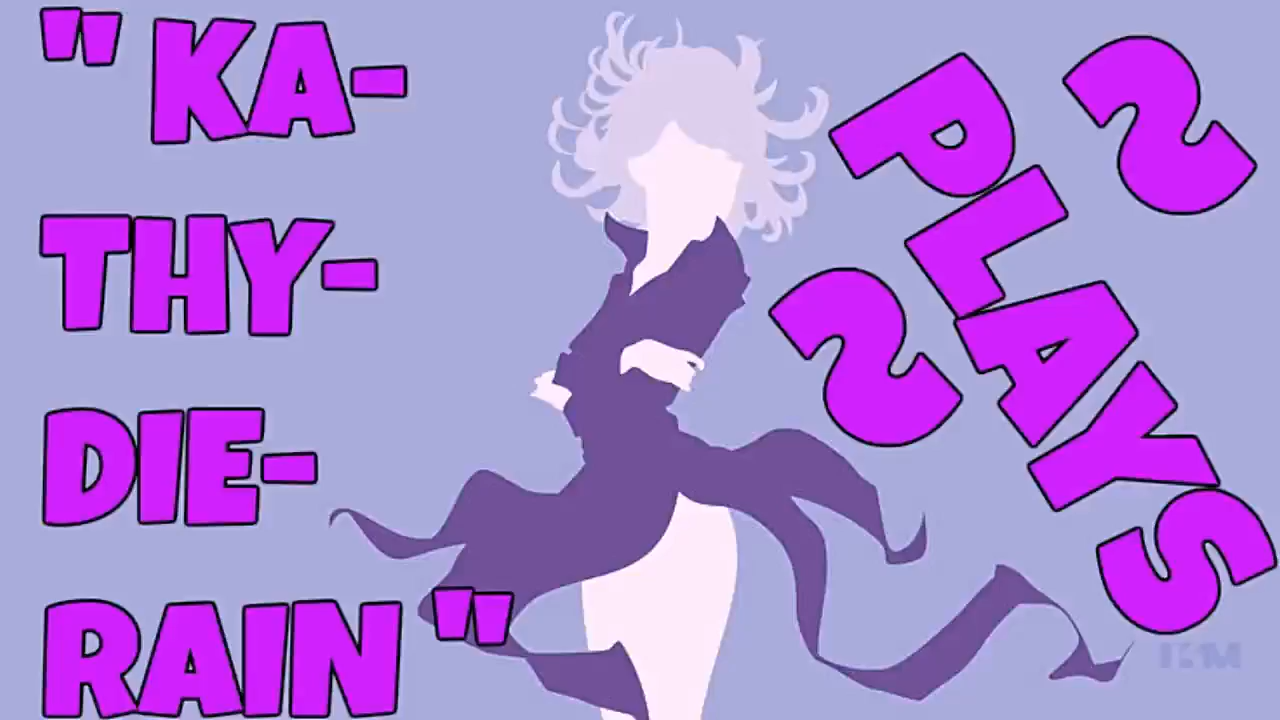 " KA-
THY-
DIE-
RAIN "
~ PLAYS ~